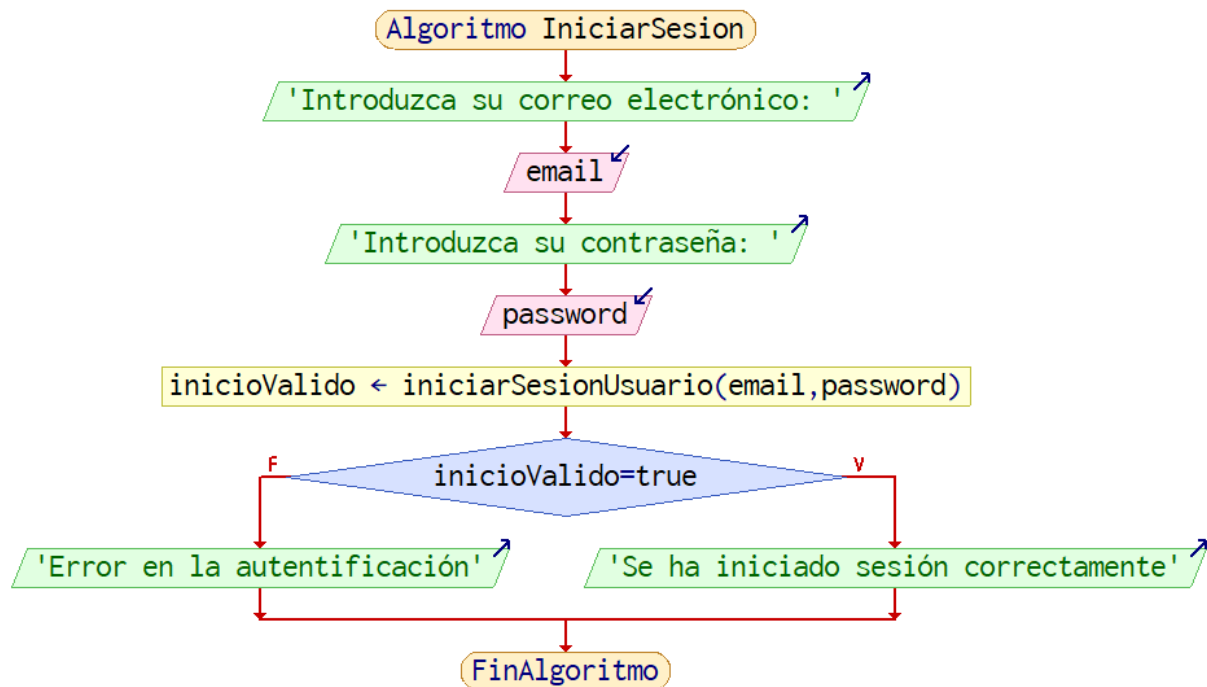 Algoritmo IniciarSesion
'Introduzca su correo electrónico: '
email
'Introduzca su contraseña: '
password
inicioValido ← iniciarSesionUsuario(email,password)
F
V
inicioValido=true
'Error en la autentificación'
'Se ha iniciado sesión correctamente'
FinAlgoritmo